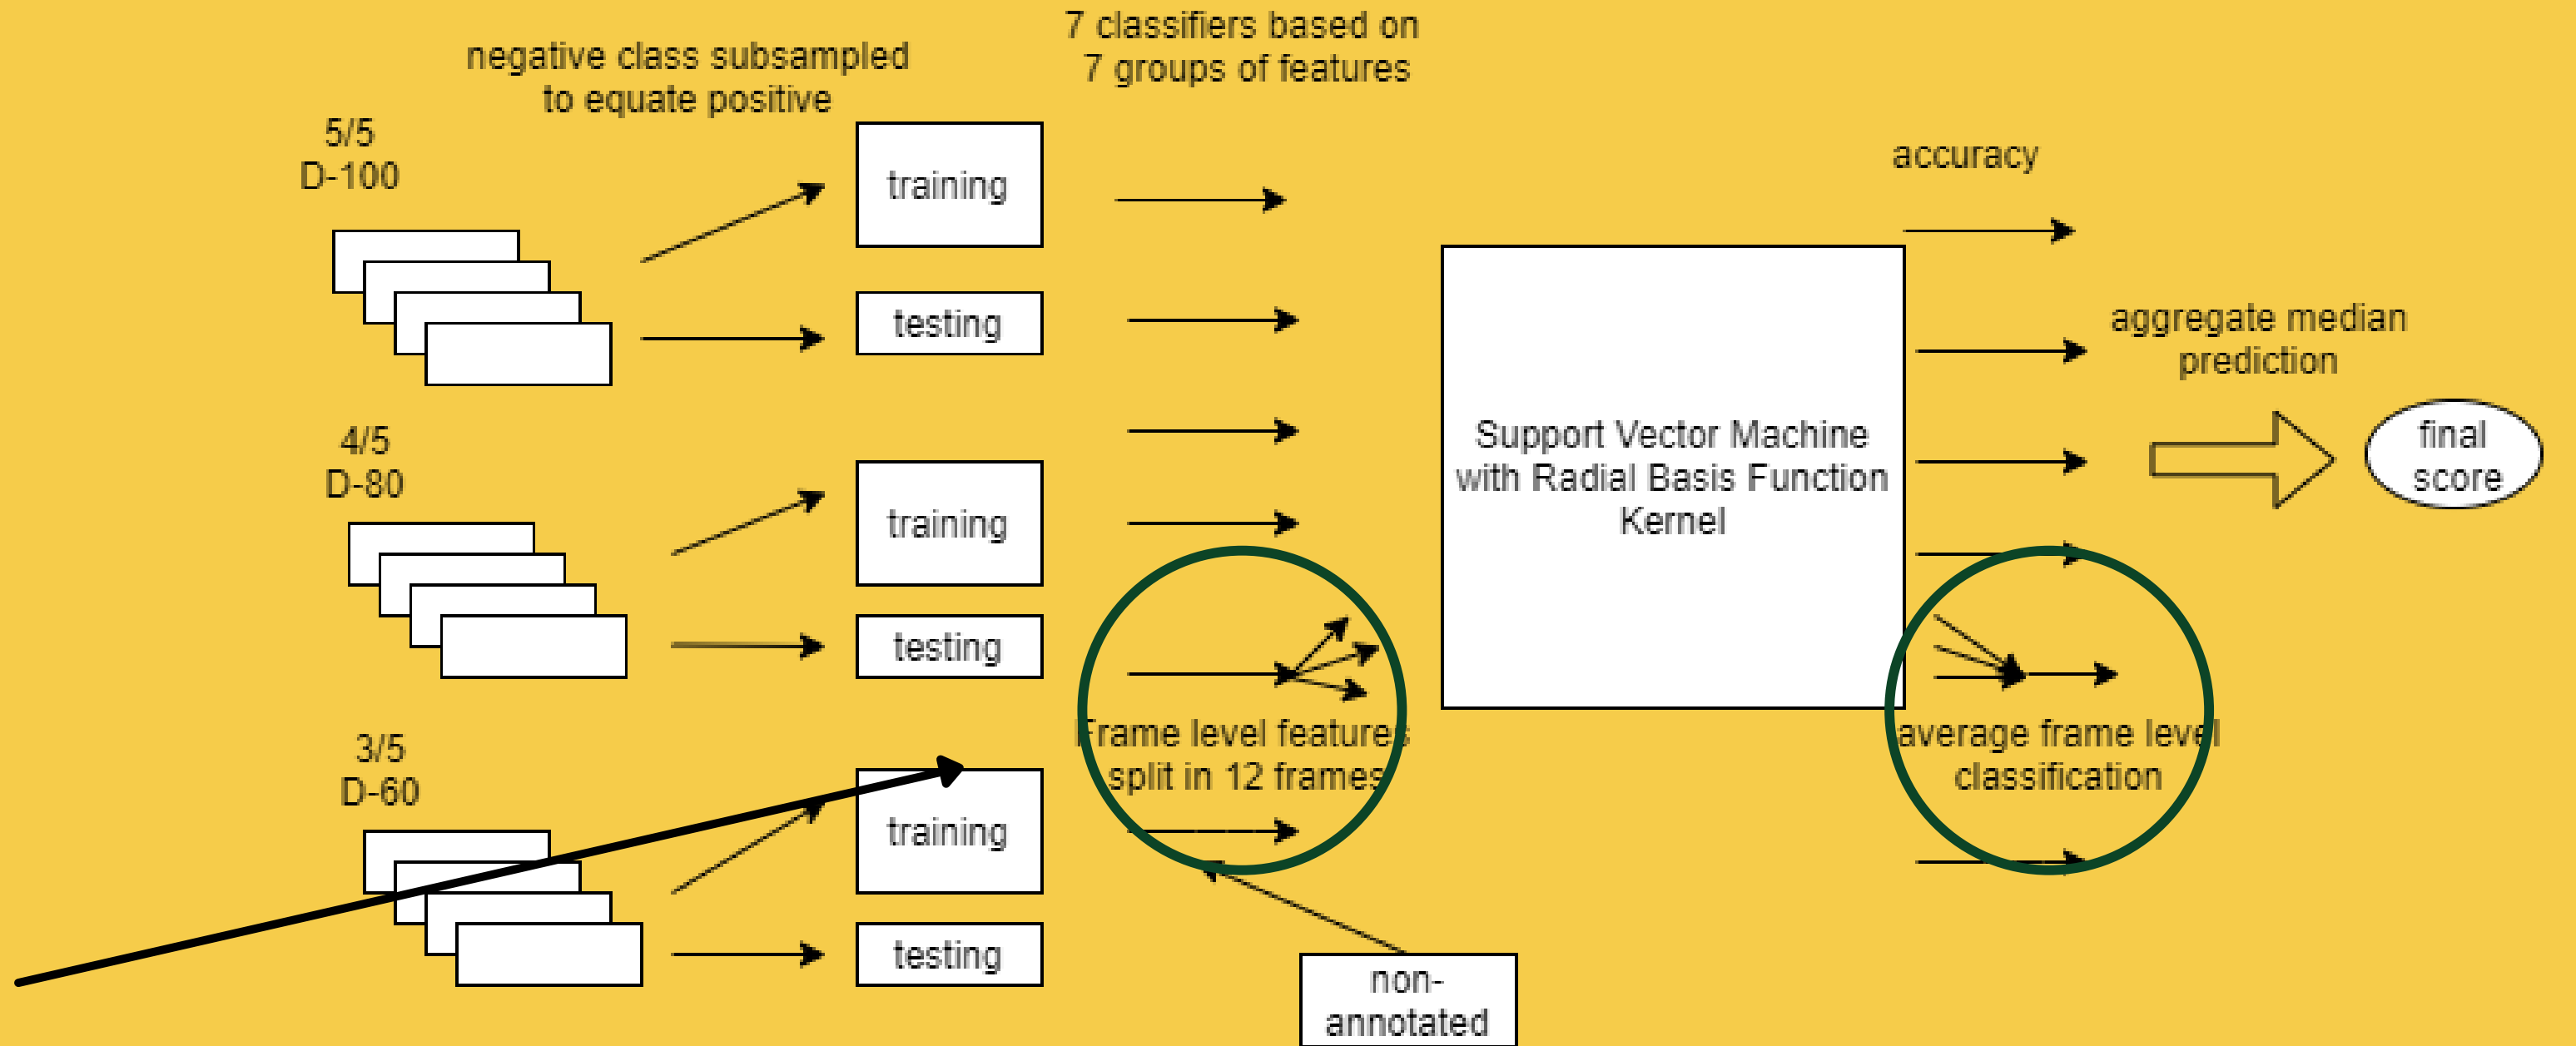 7 classifiers based on
7 groups of features
negative class subsampled
to equate positive
5/5
D-100
training
testing
accuracy
aggregate median
prediction
4/5
D-80
training
testing
Support Vector Machine
with Radial Basis Function
Kernel
final
score
3/5
D-60
training
testing
Frame level features
split in 12 frames
average frame level
classification
non-
annotated